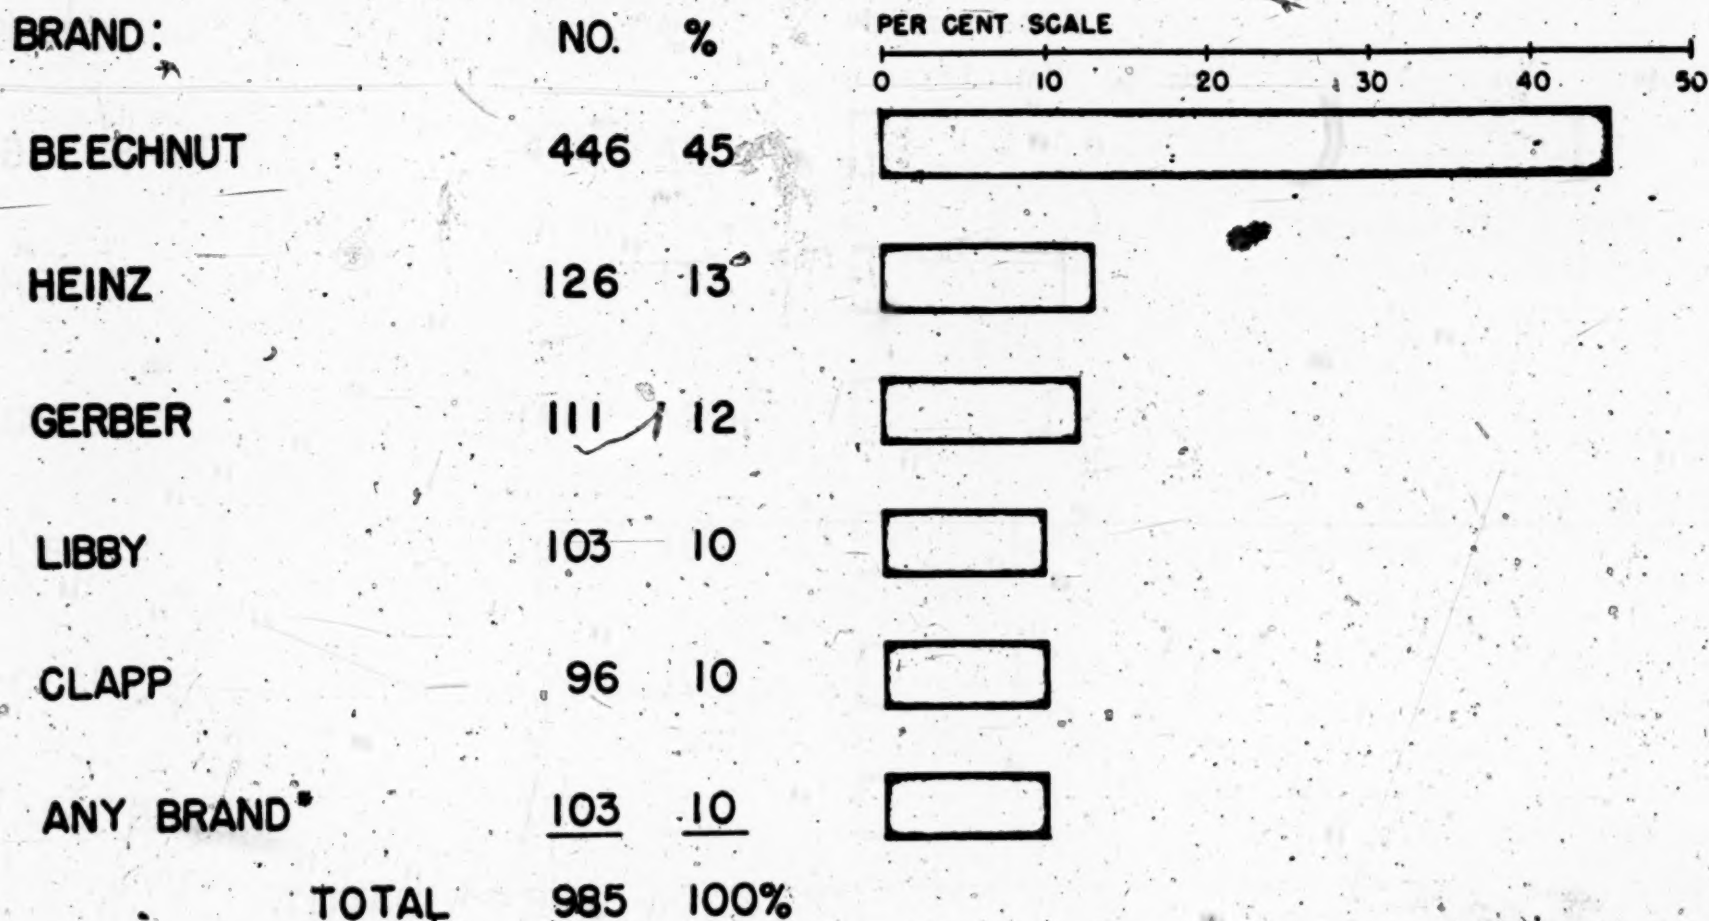 BRAND: NO. % PER CENT SCALE
0 10 20 30 40 50
BEECHNUT 446 45
HEINZ 126 13
GERBER 111 12
LIBBY 103 10
CLAPP 96 10
ANY BRAND* 103 10
TOTAL 985 100%